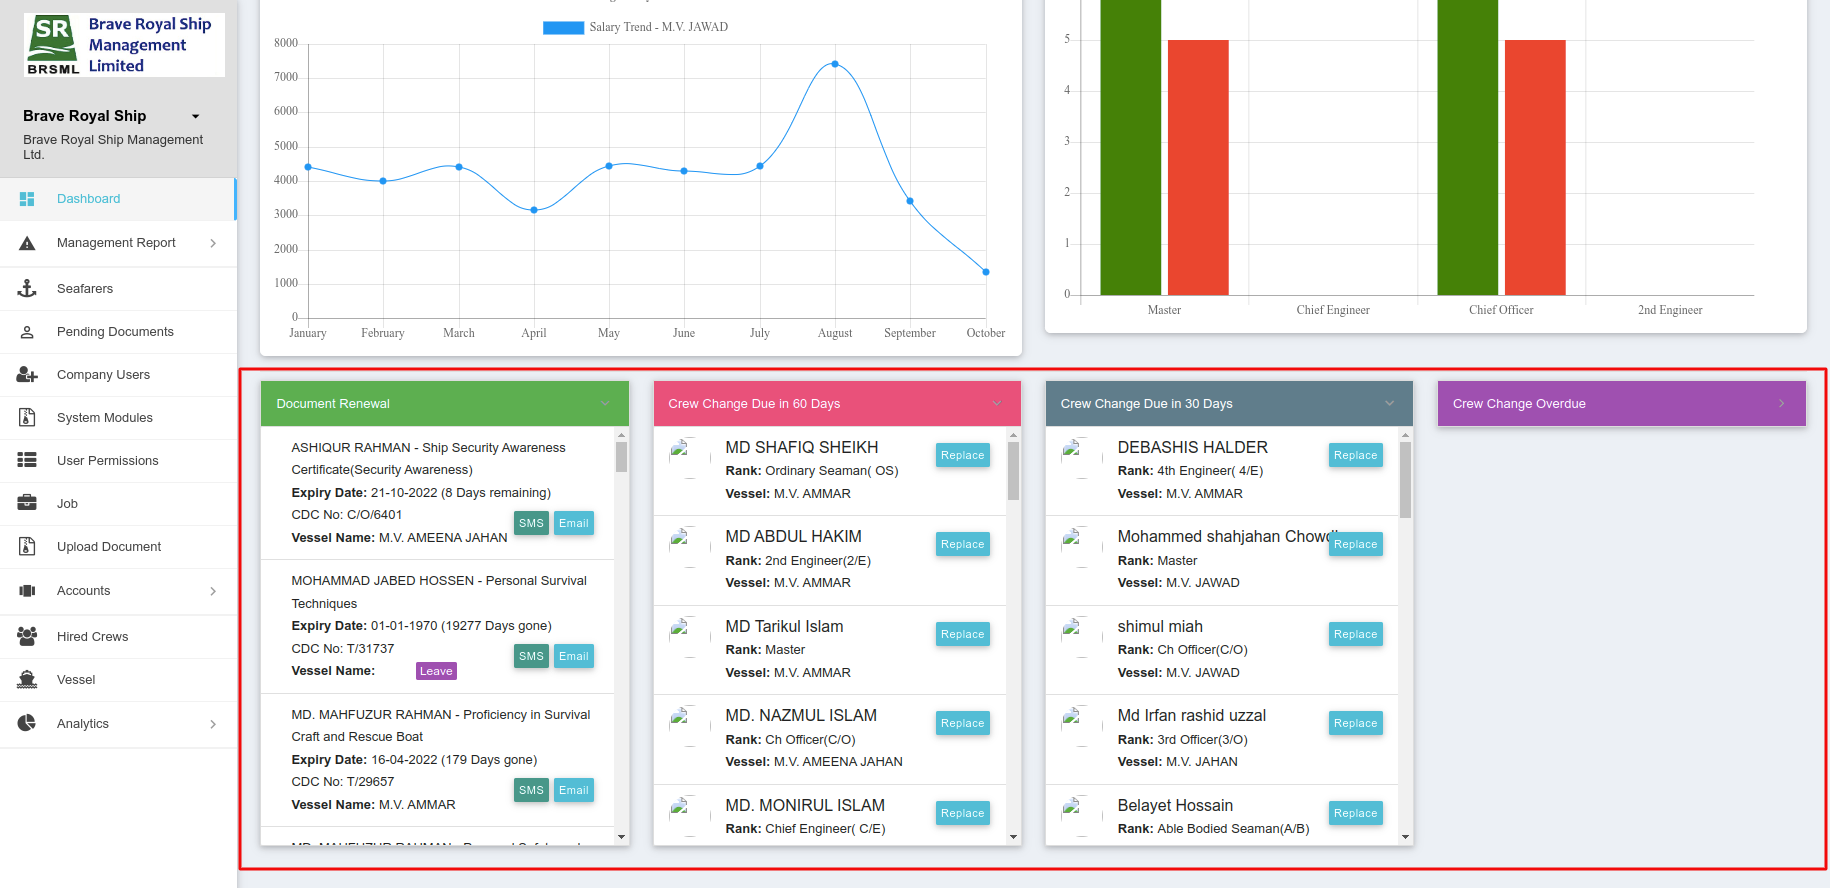 SR
BRSML
Brave Royal Ship
Management
Limited
Brave Royal Ship
Brave Royal Ship Management
Ltd.
Dashboard
Management Report
Seafarers
Pending Documents
Company Users
System Modules
User Permissions
Job
Upload Document
Accounts
Hired Crews
Vessel
Analytics
Salary Trend - M.V. JAWAD
8000
7000
6000
5000
4000
3000
2000
1000
0
January February March April May June July August September October
5
4
3
2
1
0
Master Chief Engineer Chief Officer 2nd Engineer
Document Renewal
ASHIQUR RAHMAN - Ship Security Awareness
Certificate(Security Awareness)
Expiry Date: 21-10-2022 (8 Days remaining)
CDC No: C/O/6401
SMS Email
Vessel Name: M.V. AMEENA JAHAN
MOHAMMAD JABED HOSSEN - Personal Survival
Techniques
Expiry Date: 01-01-1970 (19277 Days gone)
CDC No: T/31737
SMS Email
Vessel Name: Leave
MD. MAHFUZUR RAHMAN - Proficiency in Survival
Craft and Rescue Boat
Expiry Date: 16-04-2022 (179 Days gone)
CDC No: T/29657
SMS Email
Vessel Name: M.V. AMMAR
Crew Change Due in 60 Days
MD SHAFIQ SHEIKH
Replace
Rank: Ordinary Seaman( OS)
Vessel: M.V. AMMAR
MD ABDUL HAKIM
Replace
Rank: 2nd Engineer(2/E)
Vessel: M.V. AMMAR
MD Tarikul Islam
Replace
Rank: Master
Vessel: M.V. AMMAR
MD. NAZMUL ISLAM
Replace
Rank: Ch Officer(C/O)
Vessel: M.V. AMEENA JAHAN
MD. MONIRUL ISLAM
Replace
Rank: Chief Engineer( C/E)
Crew Change Due in 30 Days
DEBASHIS HALDER
Replace
Rank: 4th Engineer( 4/E)
Vessel: M.V. AMMAR
Mohammed shahjahan
Replace
Rank: Master
Vessel: M.V. JAWAD
shimul miah
Replace
Rank: Ch Officer(C/O)
Vessel: M.V. JAWAD
Md Irfan rashid uzzal
Replace
Rank: 3rd Officer(3/O)
Vessel: M.V. JAHAN
Belayet Hossain
Replace
Rank: Able Bodied Seaman(A/B)
Crew Change Overdue